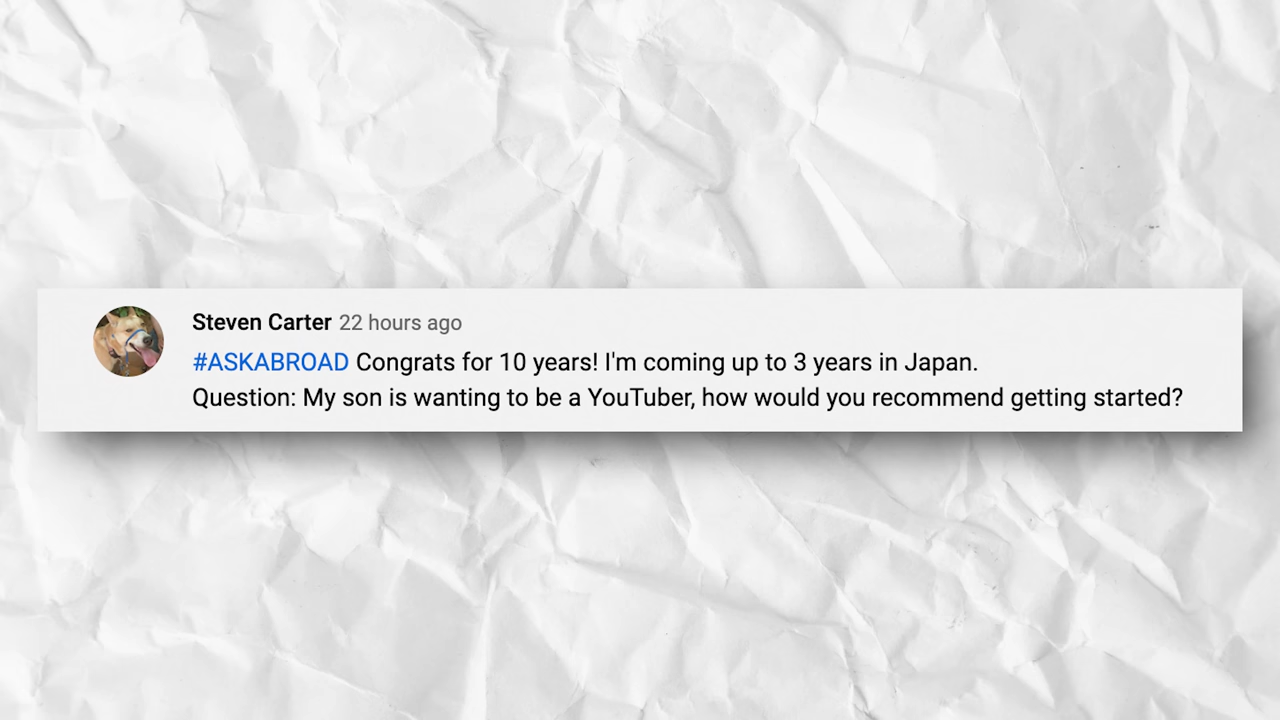 Steven Carter 22 hours ago
#ASKABROAD Congrats for 10 years! I'm coming up to 3 years in Japan.
Question: My son is wanting to be a YouTuber, how would you recommend getting started?